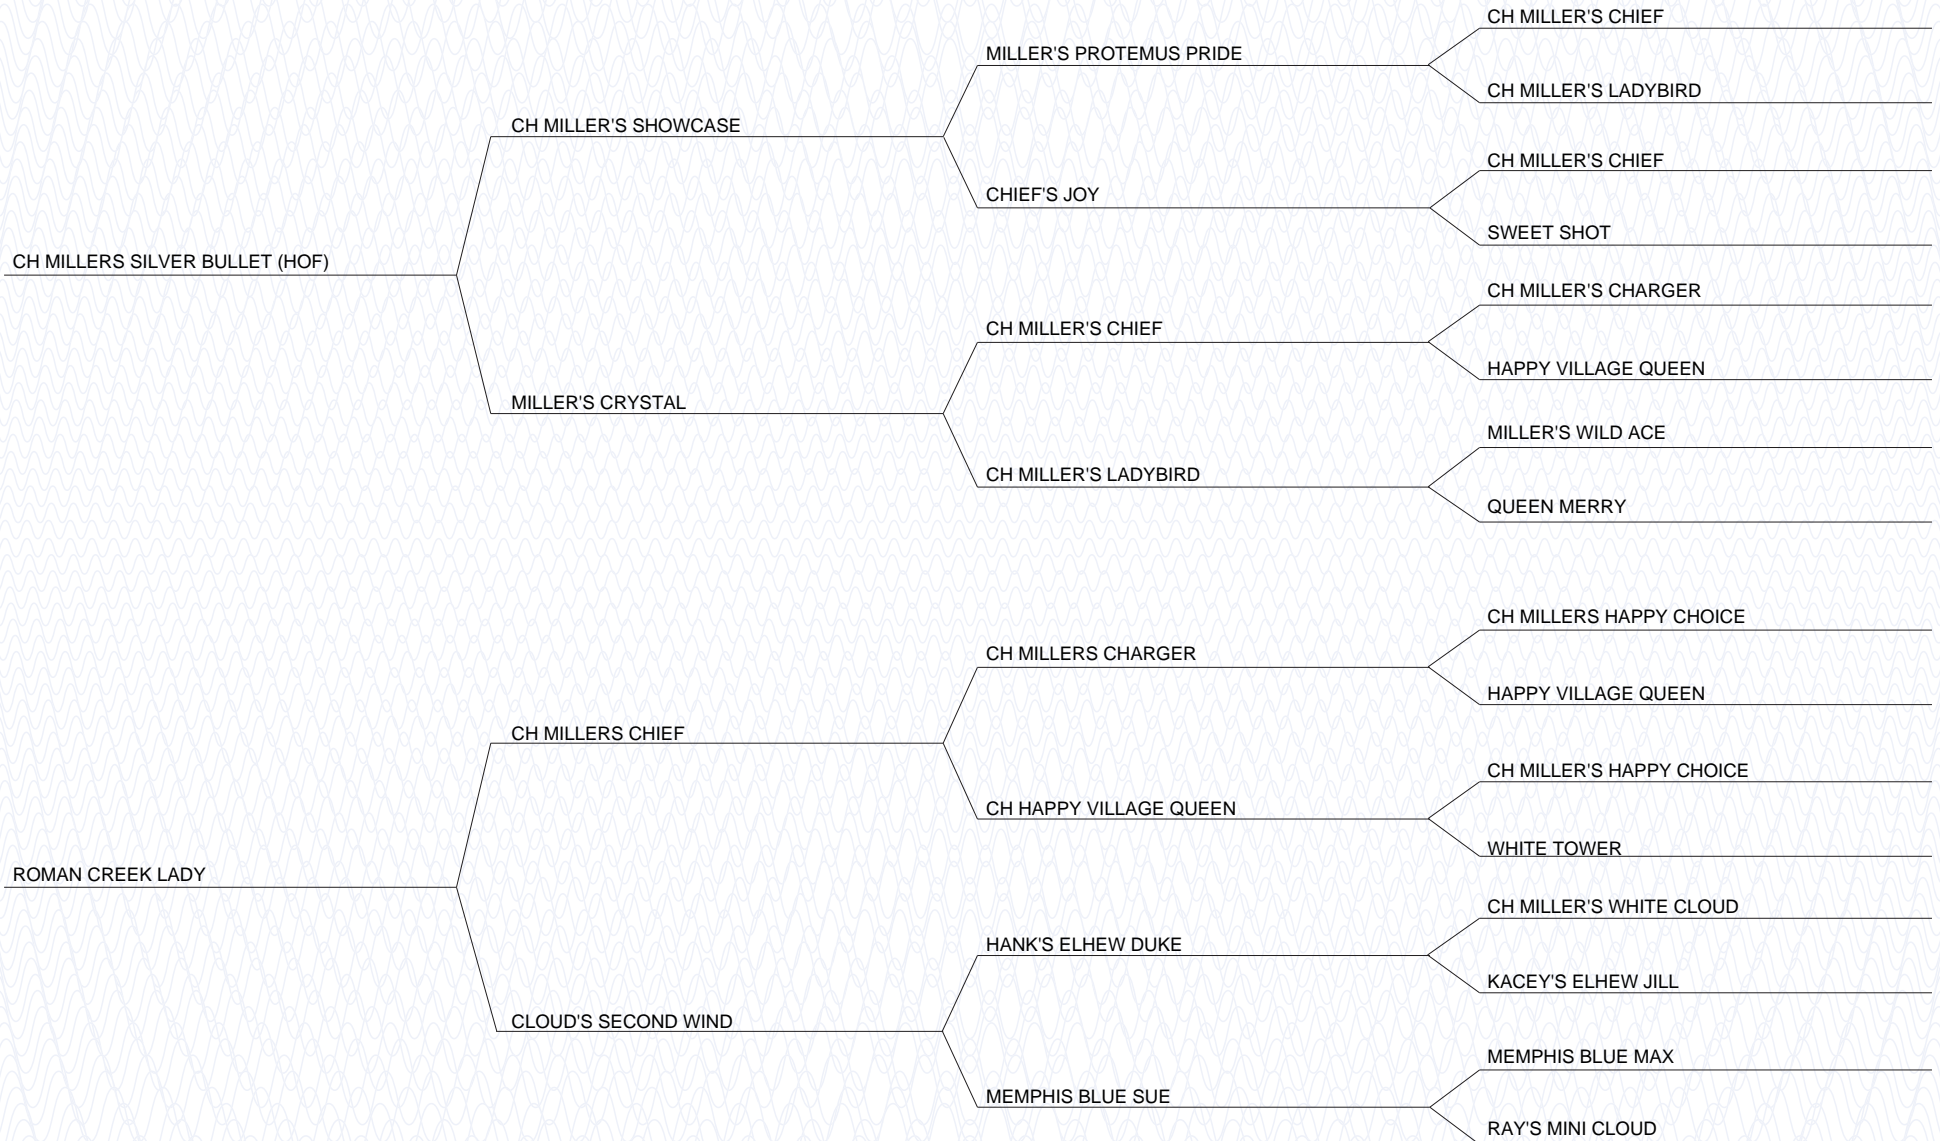 CH MILLER'S CHIEF
MILLER'S PROTEMUS PRIDE
CH MILLER'S LADYBIRD
CH MILLER'S SHOWCASE
CH MILLER'S CHIEF
CHIEF'S JOY
SWEET SHOT
CH MILLERS SILVER BULLET (HOF)
CH MILLER'S CHARGER
CH MILLER'S CHIEF
HAPPY VILLAGE QUEEN
MILLER'S CRYSTAL
MILLER'S WILD ACE
CH MILLER'S LADYBIRD
QUEEN MERRY
CH MILLERS HAPPY CHOICE
CH MILLERS CHARGER
HAPPY VILLAGE QUEEN
CH MILLERS CHIEF
CH MILLER'S HAPPY CHOICE
CH HAPPY VILLAGE QUEEN
WHITE TOWER
ROMAN CREEK LADY
CH MILLER'S WHITE CLOUD
HANK'S ELHEW DUKE
KACEY'S ELHEW JILL
CLOUD'S SECOND WIND
MEMPHIS BLUE MAX
MEMPHIS BLUE SUE
RAY'S MINI CLOUD